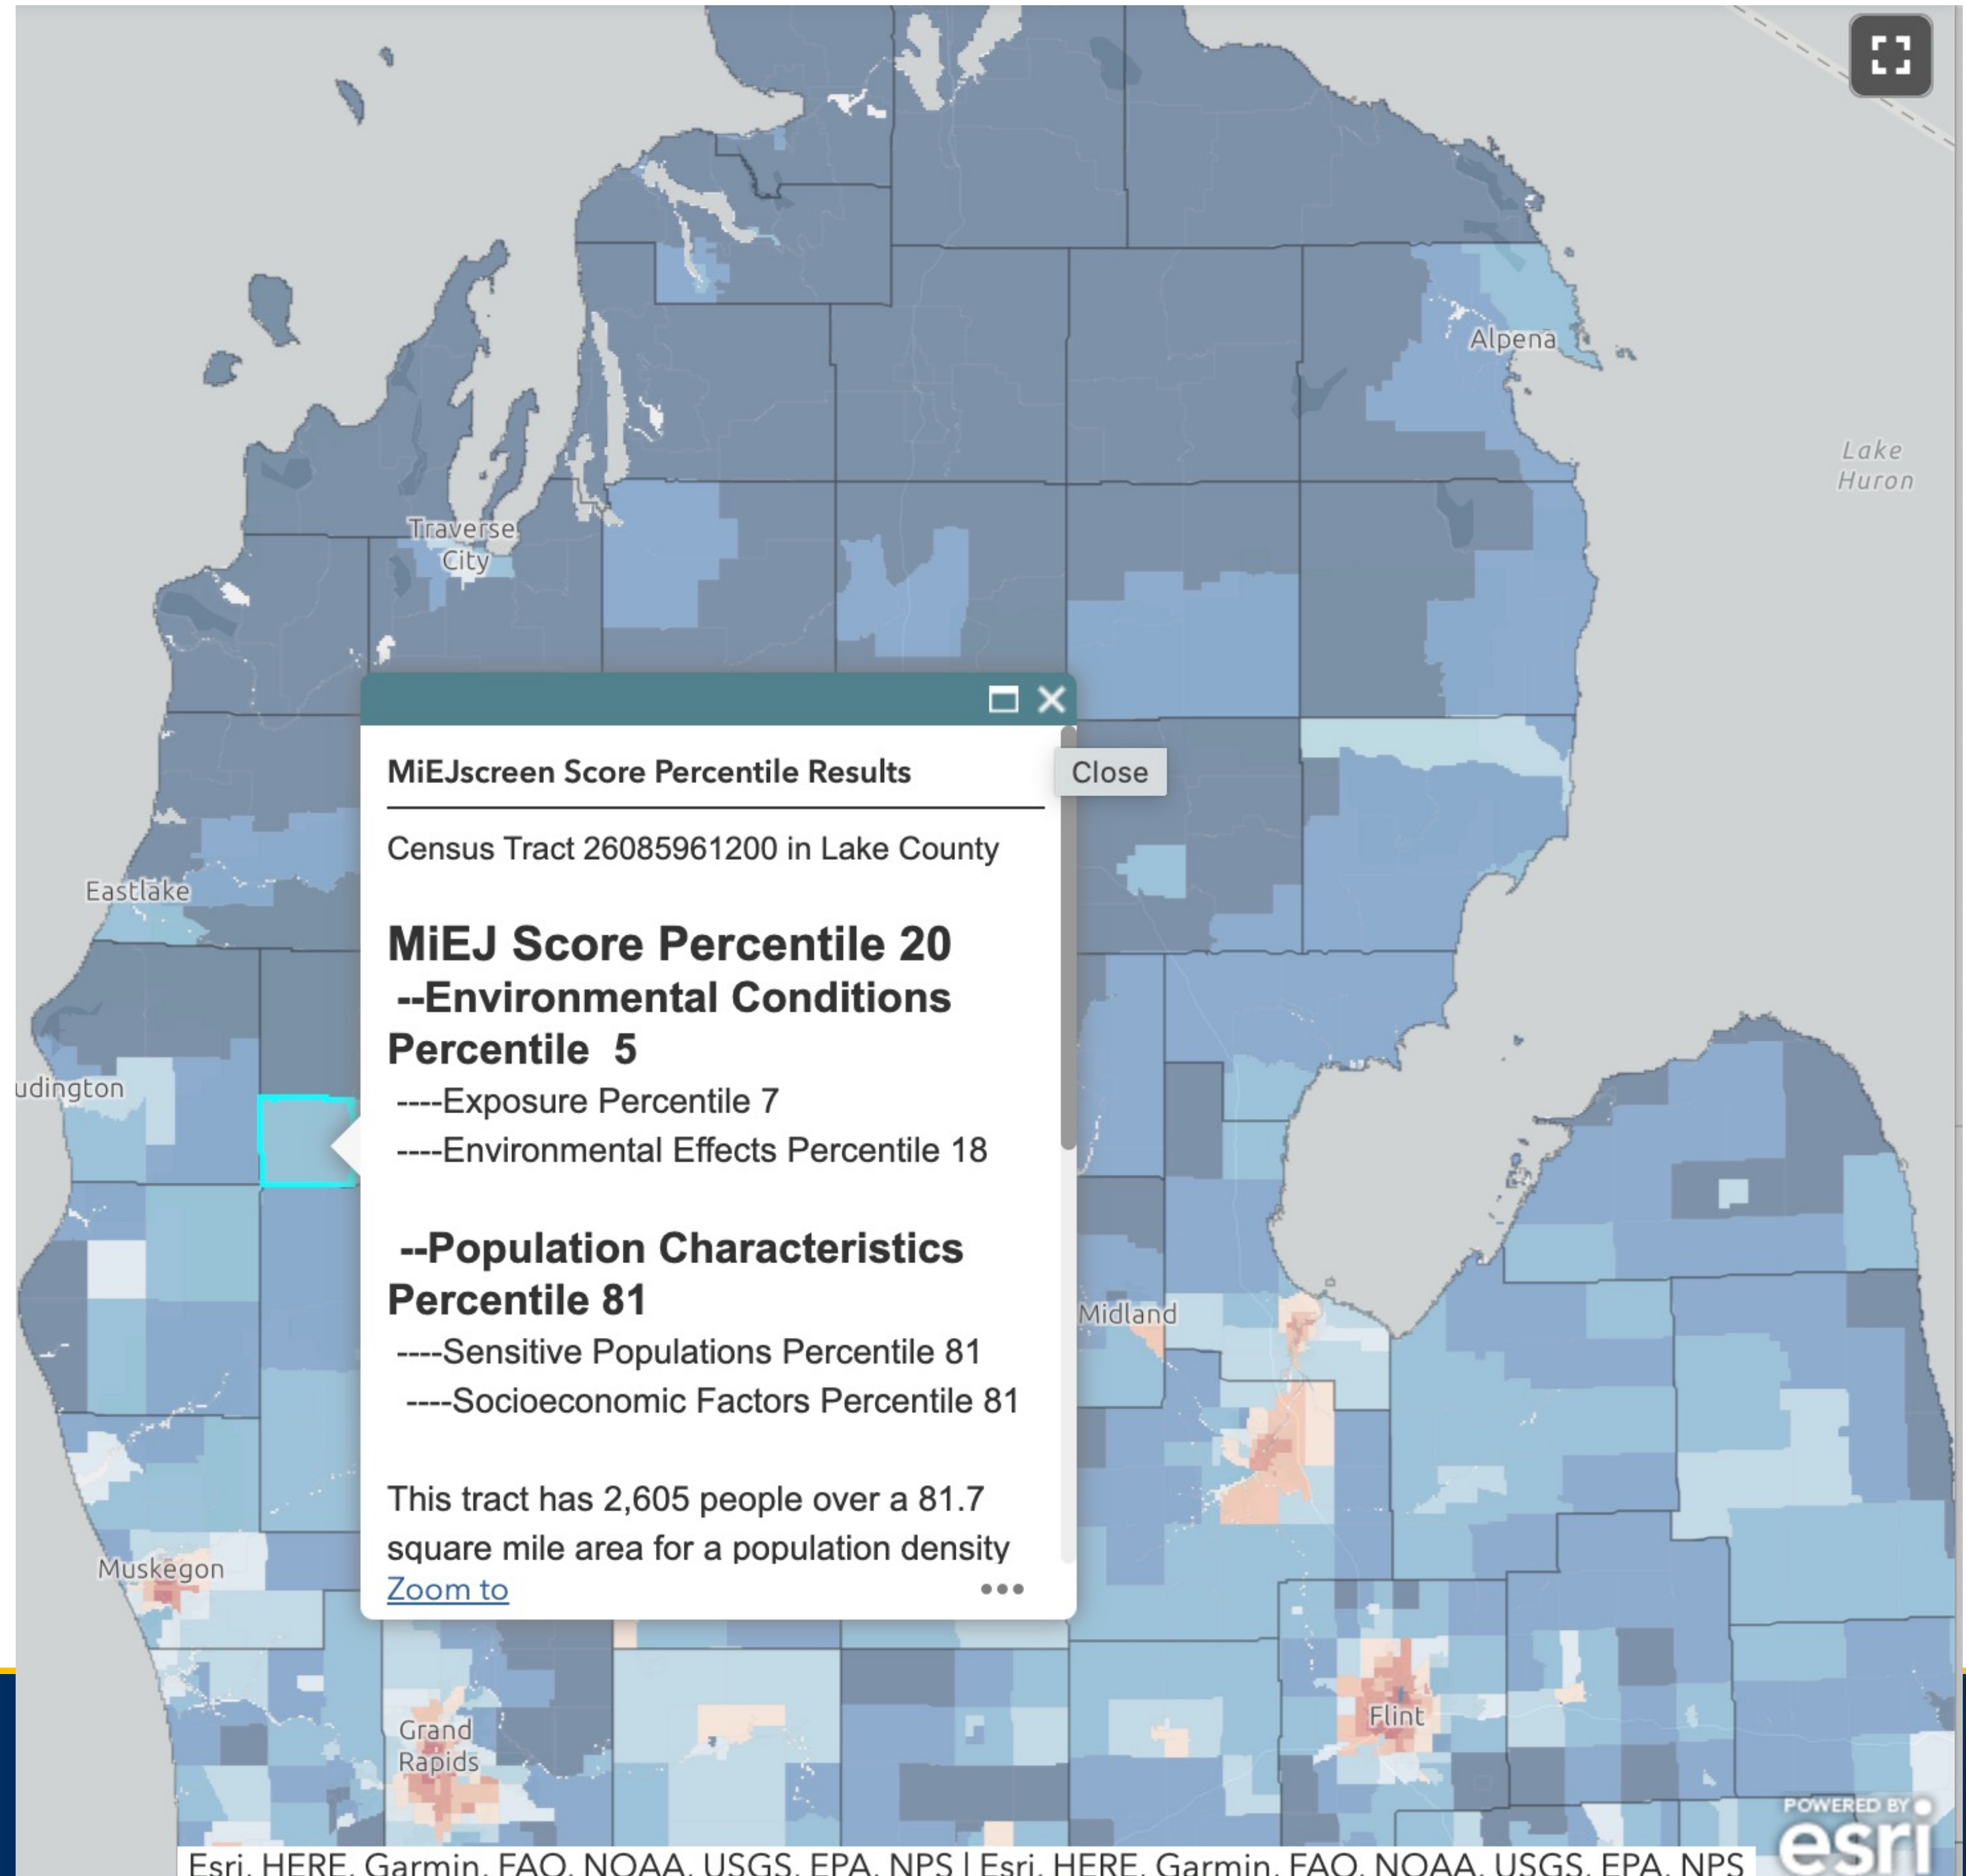 Alpena
Lake
Huron
Traverse
City
MiEJscreen Score Percentile Results
Close
Census Tract 26085961200 in Lake County
Eastlake
MiEJ Score Percentile 20
--Environmental Conditions
Percentile 5
udington
----Exposure Percentile 7
----Environmental Effects Percentile 18
--Population Characteristics
Percentile 81
Midland
----Sensitive Populations Percentile 81
----Socioeconomic Factors Percentile 81
This tract has 2,605 people over a 81.7
square mile area for a population density
Muskegon
Zoom to
Grand
Rapids
Flint
POWERED BY
esri
Esri, HERE, Garmin, FAO, NOAA, USGS, EPA, NPS | Esri, HERE, Garmin, FAO, NOAA, USGS, EPA, NPS